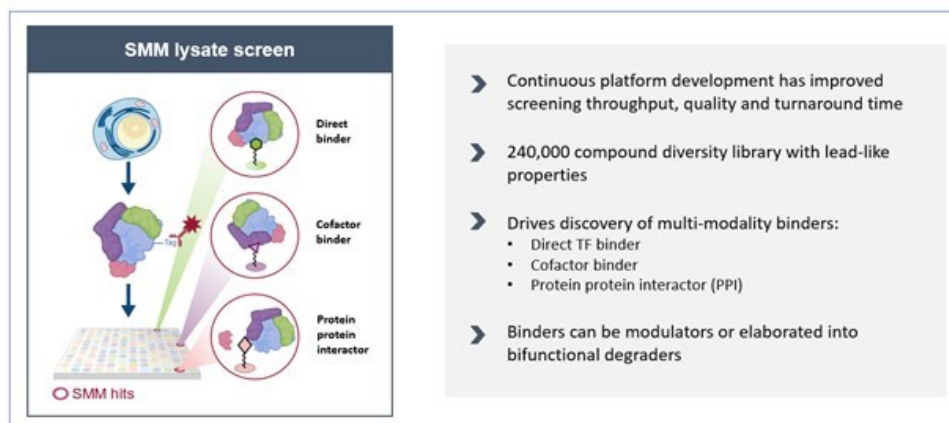 SMM lysate screen
Direct
binder
Cofactor
binder
Tag
Protein
protein
interactor
SMM hits
Continuous platform development has improved
screening throughput, quality and turnaround time
240,000 compound diversity library with lead-like
properties
Drives discovery of multi-modality binders:
• Direct TF binder
• Cofactor binder
• Protein protein interactor (PPI)
Binders can be modulators or elaborated into
bifunctional degraders